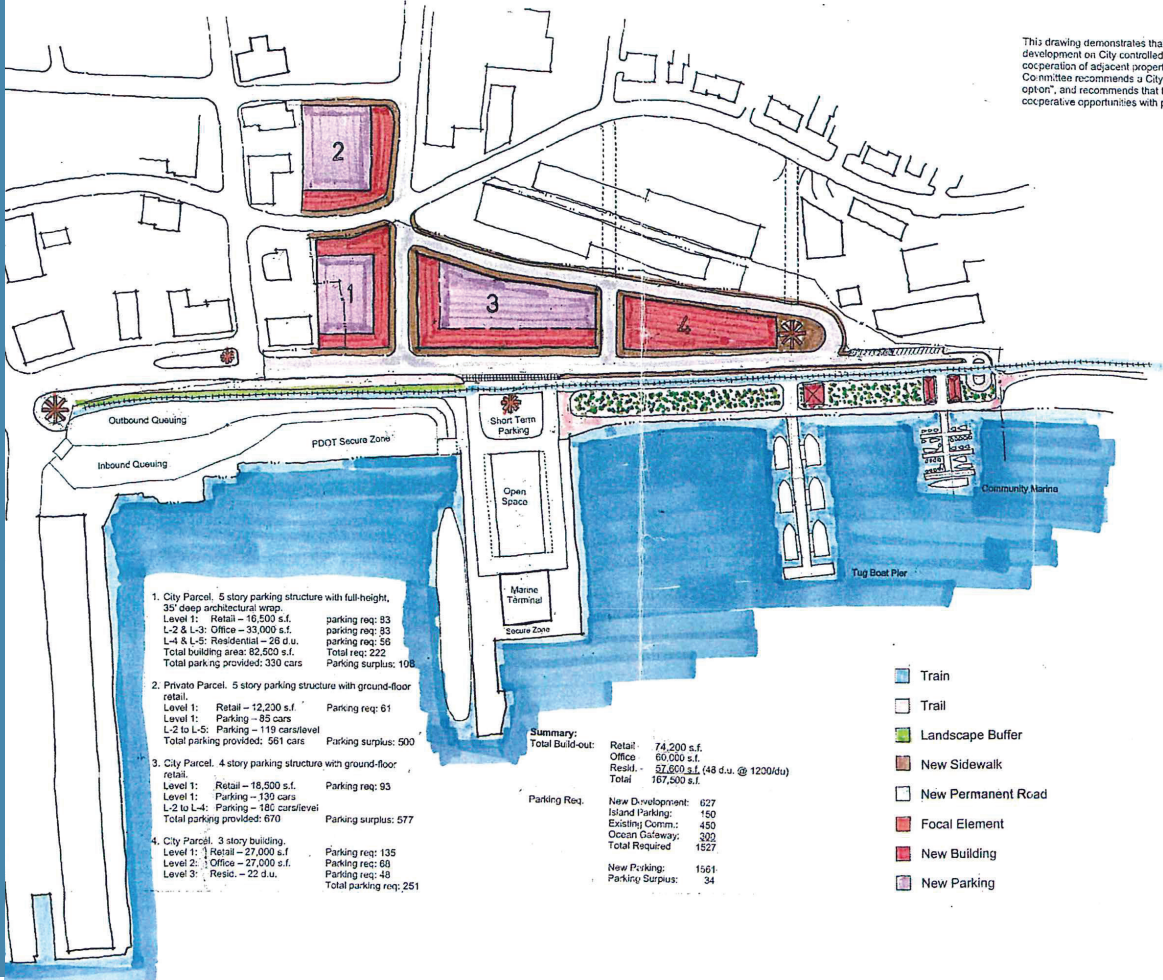 This drawing demonstrates tha
development on City controlled
cooperation of adjacent propert
Committee recommends a City
opton", and recommends that t
cooperative opportunities with p
2
1
3
4
Outbound Queuing
Inbound Queuing
PDOT Secure Zone
Short Term
Parking
Open
Space
Marine
Terminal
Secure Zone
Community Marina
Tug Boat Pier
1. City Parcel. 5 story parking structure with full-height,
35' deep architectural wrap.
Level 1: Retail – 16,500 s.f. parking req: 83
L-2 & L-3: Office – 33,000 s.f. parking req: 83
L-4 & L-5: Residential – 26 d.u. parking req: 56
Total building area: 82,500 s.f. Total req: 222
Total parking provided: 330 cars Parking surplus: 108
2. Private Parcel. 5 story parking structure with ground-floor
retail.
Level 1: Retail – 12,200 s.f. Parking req: 61
Level 1: Parking – 85 cars
L-2 to L-5: Parking – 119 cars/level
Total parking provided: 561 cars Parking surplus: 500
3. City Parcel. 4 story parking structure with ground-floor
retail.
Level 1: Retail – 18,500 s.f. Parking req: 93
Level 1: Parking – 130 cars
L-2 to L-4: Parking – 180 cars/level
Total parking provided: 670 Parking surplus: 577
4. City Parcel. 3 story building.
Level 1: Retail – 27,000 s.f Parking req: 135
Level 2: Office – 27,000 s.f. Parking req: 68
Level 3: Resid. – 22 d.u. Parking req: 48
Total parking req: 251
Summary:
Total Build-out: Retail 74,200 s.f.
Office 60,000 s.f.
Resid. - 57,600 s.f. (48 d.u. @ 1200/du)
Total 167,500 s.f.
Parking Req. New Development: 627
Island Parking: 150
Existing Comm.: 450
Ocean Gateway: 300
Total Required 1527
New Parking: 1561
Parking Surplus: 34
Train
Trail
Landscape Buffer
New Sidewalk
New Permanent Road
Focal Element
New Building
New Parking